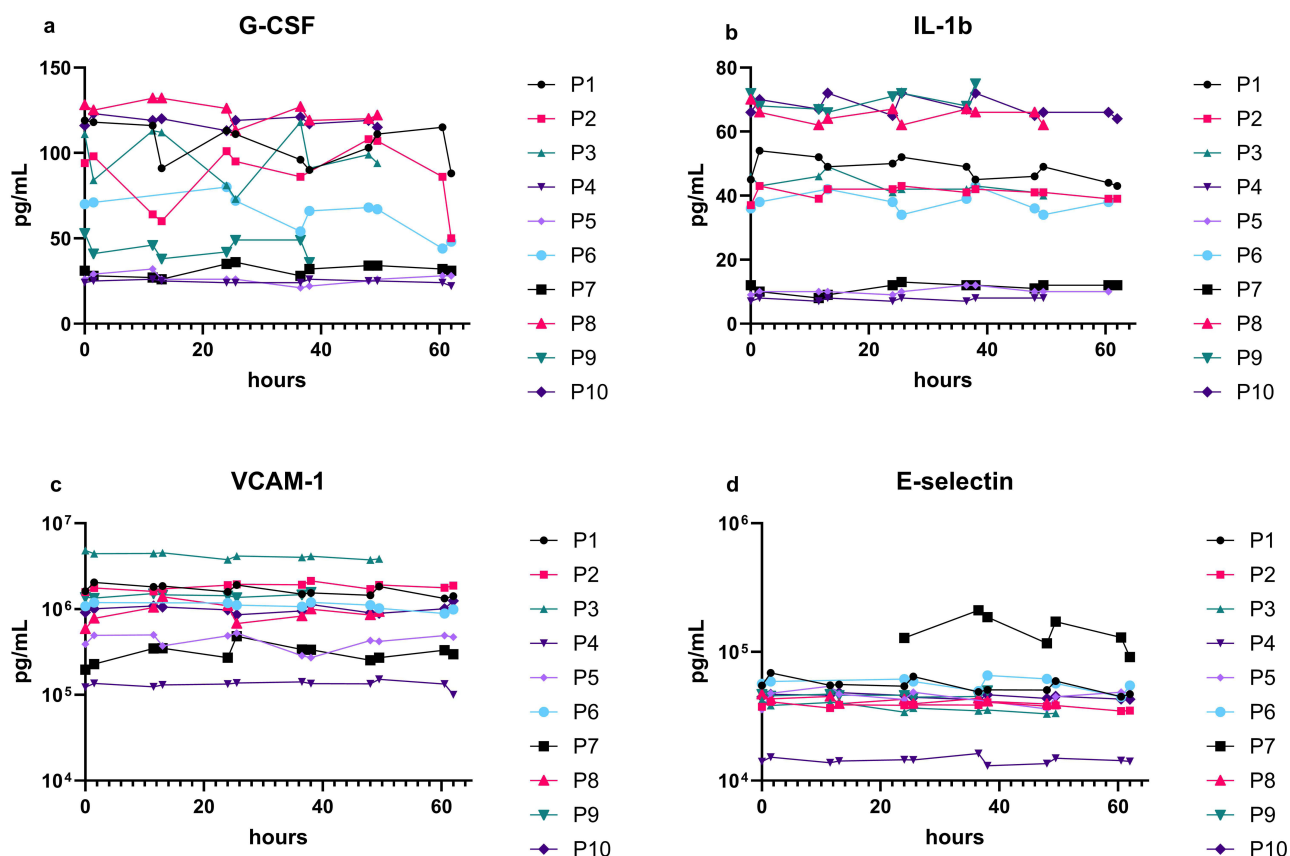 a
G-CSF
150
100
50
0
pg/mL
0 20 40 60
hours
P1
P2
P3
P4
P5
P6
P7
P8
P9
P10
b
IL-1b
80
60
40
20
0
pg/mL
0 20 40 60
hours
P1
P2
P3
P4
P5
P6
P7
P8
P9
P10
c
VCAM-1
10⁷
10⁶
10⁵
10⁴
pg/mL
0 20 40 60
hours
P1
P2
P3
P4
P5
P6
P7
P8
P9
P10
d
E-selectin
10⁶
10⁵
10⁴
pg/mL
0 20 40 60
hours
P1
P2
P3
P4
P5
P6
P7
P8
P9
P10